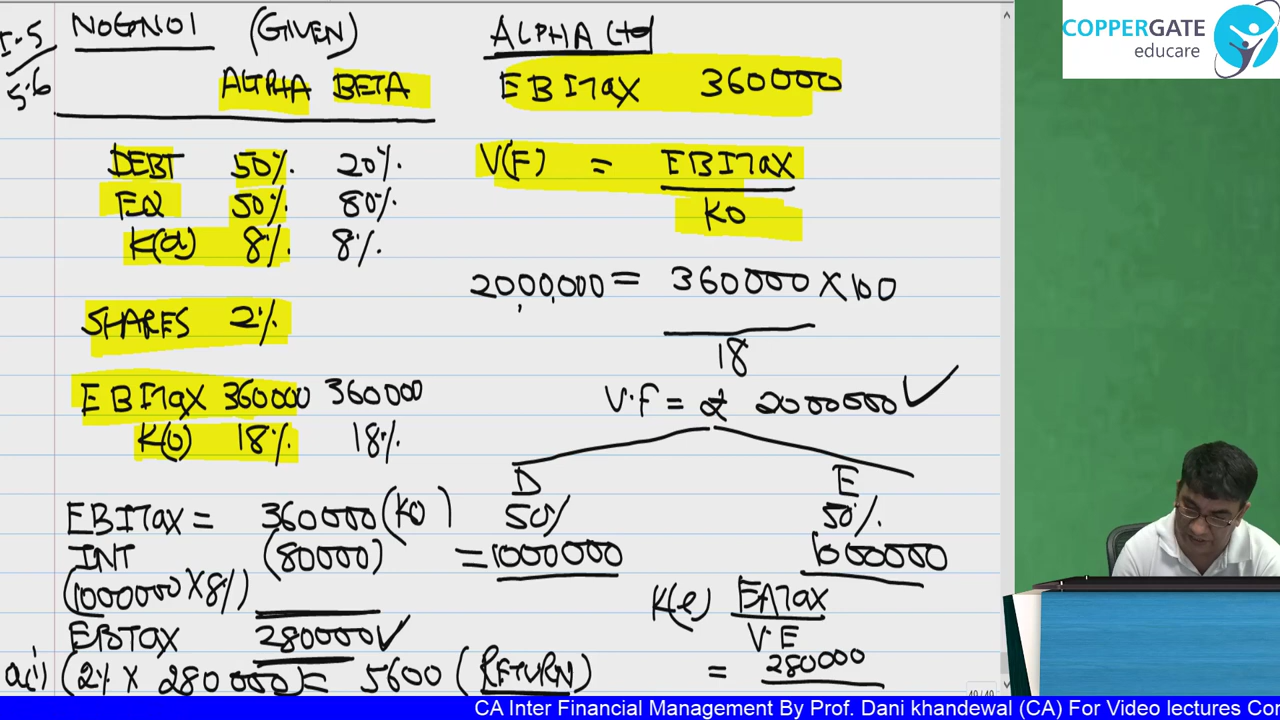 I-5
5.6
NOGNOI (GIVEN)
ALPHA BETA
DEBT 50% 20%
EQ 50% 80%
K(d) 8% 8%
SHARES 2%
EBITax 360000 360000
K(o) 18% 18%
EBITax = 360000 (KO)
INT (80000)
(1000000 X 8%)
EBTAX 280000 ✓
a(i) (2% X 280000) = 5600 (RETURN)
ALPHA Ltd
EBITax 360000
V(F) = EBITax
KO
2000,000 = 360000 X 100
18
V.F = 2000000 ✓
D E
50% 50%
= 1000000 1000000
K(e) EATax
V.E
= 280000
49/49
COPPERGATE
educare
CA Inter Financial Management By Prof. Dani khandewal (CA) For Video lectures Con